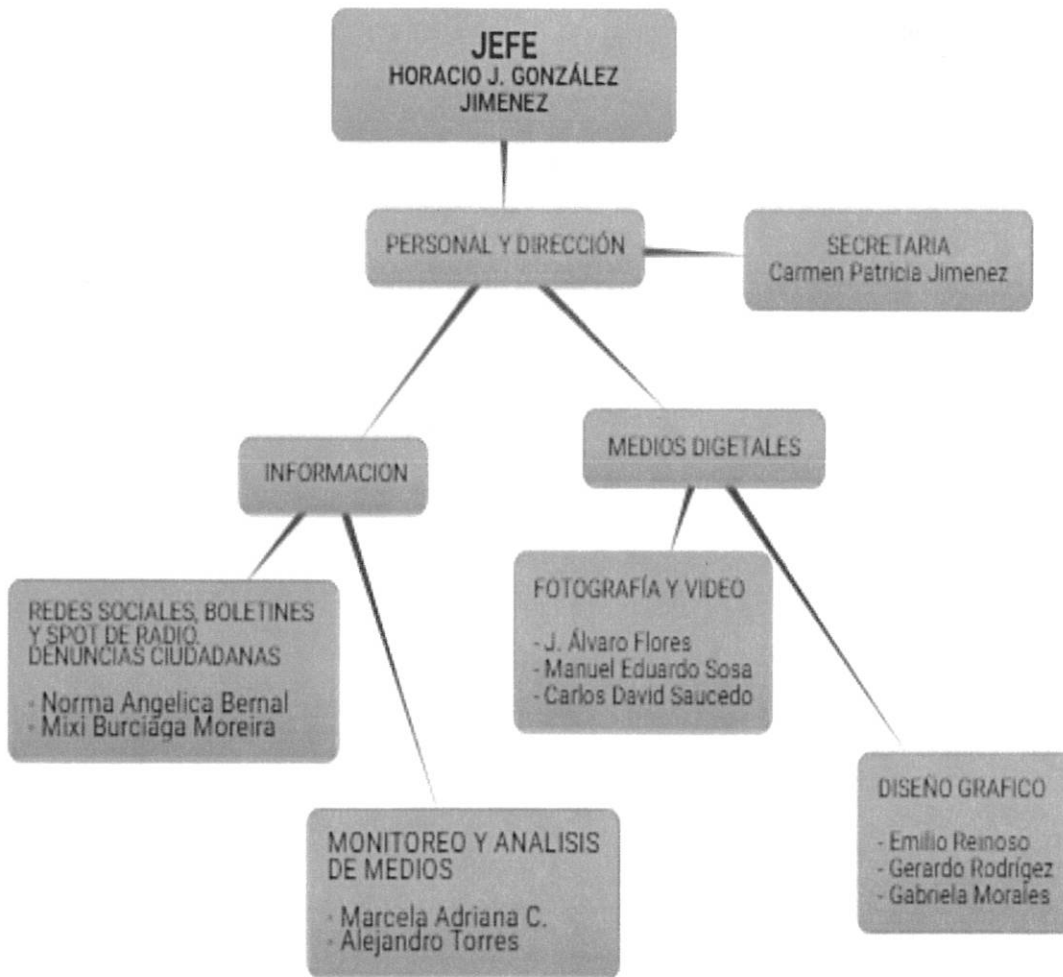 JEFE
HORACIO J. GONZÁLEZ
JIMENEZ
PERSONAL Y DIRECCIÓN
SECRETARIA
Carmen Patricia Jimenez
INFORMACION
MEDIOS DIGETALES
REDES SOCIALES, BOLETINES
Y SPOT DE RADIO.
DENUNCIAS CIUDADANAS
- Norma Angelica Bernal
- Mixi Burciaga Moreira
FOTOGRAFÍA Y VIDEO
- J. Álvaro Flores
- Manuel Eduardo Sosa
- Carlos David Saucedo
MONITOREO Y ANALISIS
DE MEDIOS
- Marcela Adriana C.
- Alejandro Torres
DISEÑO GRAFICO
- Emilio Reinoso
- Gerardo Rodrígez
- Gabriela Morales